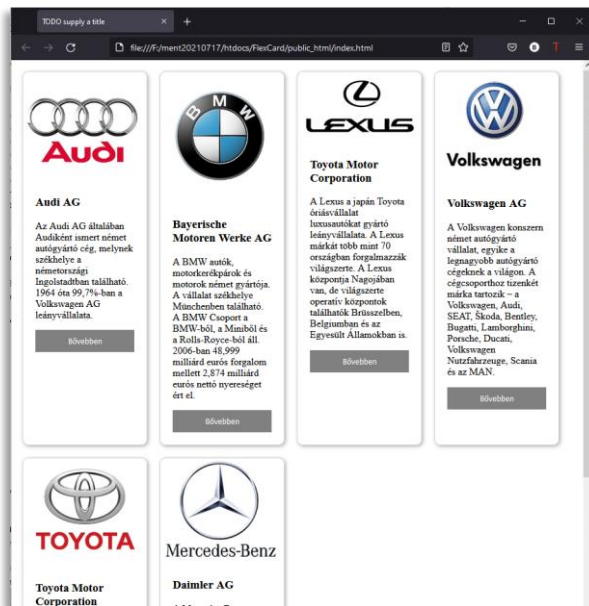 TODO supply a title
file:///F:/ment20210717/htdocs/FlexCard/public_html/index.html
Audi
Audi AG
Az Audi AG általában
Audiként ismert német
autógyártó cég, melynek
székhelye a
németországi
Ingolstadtban található.
1964 óta 99,7%-ban a
Volkswagen AG
leányvállalata.
Bővebben
BMW
Bayerische
Motoren Werke AG
A BMW autók,
motorkerékpárok és
motorok német gyártója.
A vállalat székhelye
Münchenben található.
A BMW Csoport a
BMW-ból, a Miniből és
a Rolls-Royce-ból áll.
2006-ban 48,999
milliárd eurós forgalom
mellett 2,874 milliárd
eurós nettó nyereséget
ért el.
Bővebben
LEXUS
Toyota Motor
Corporation
A Lexus a japán Toyota
óriásvállalat
luxusautókat gyártó
leányvállalata. A Lexus
márkát több mint 70
országban forgalmazzák
világszerte. A Lexus
központja Nagojában
van, de világszerte
operatív központok
találhatók Brüsszelben,
Belgiumban és az
Egyesült Államokban is.
Bővebben
Volkswagen
Volkswagen AG
A Volkswagen konszern
német autógyártó
vállalat, egyike a
legnagyobb autógyártó
cégeknek a világon. A
cégcsoporthoz tizenkét
márka tartozik – a
Volkswagen, Audi,
SEAT, Škoda, Bentley,
Bugatti, Lamborghini,
Porsche, Ducati,
Volkswagen
Nutzfahrzeuge, Scania
és az MAN.
Bővebben
TOYOTA
Toyota Motor
Corporation
Mercedes-Benz
Daimler AG